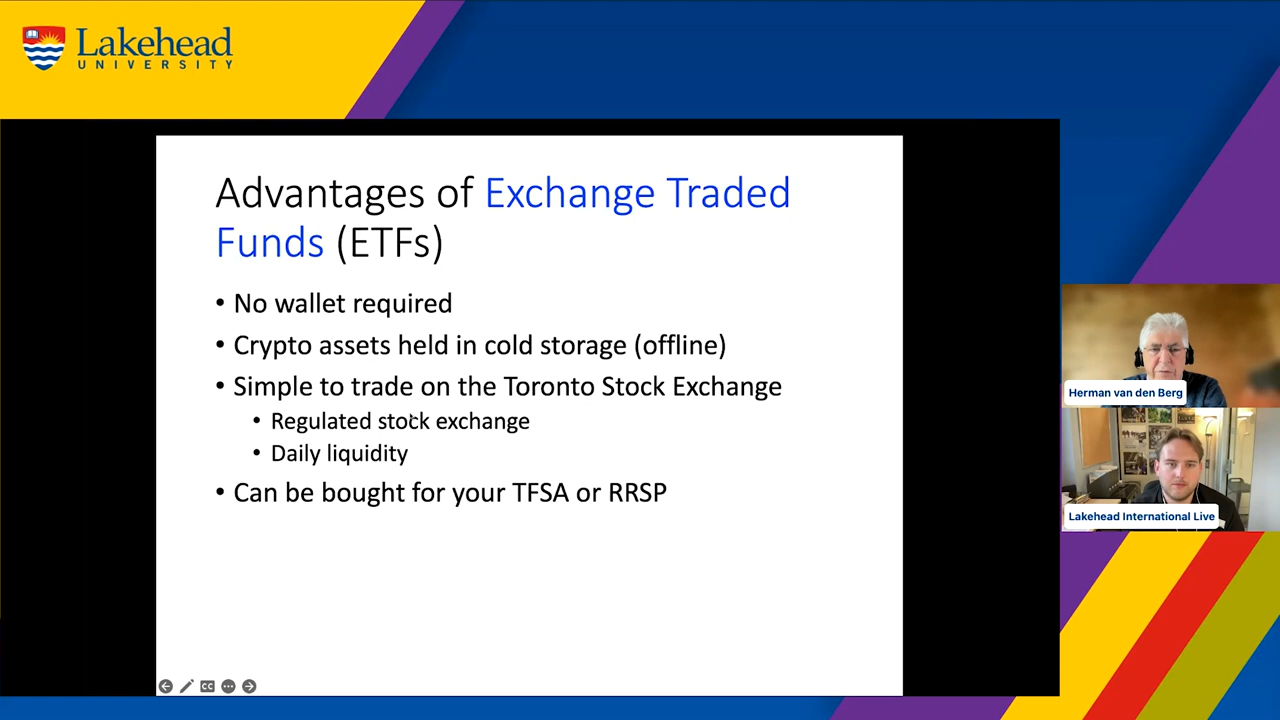 Lakehead
UNIVERSITY
Advantages of Exchange Traded
Funds (ETFs)
• No wallet required
• Crypto assets held in cold storage (offline)
• Simple to trade on the Toronto Stock Exchange
• Regulated stock exchange
• Daily liquidity
• Can be bought for your TFSA or RRSP
Herman van den Berg
Lakehead International Live
CC